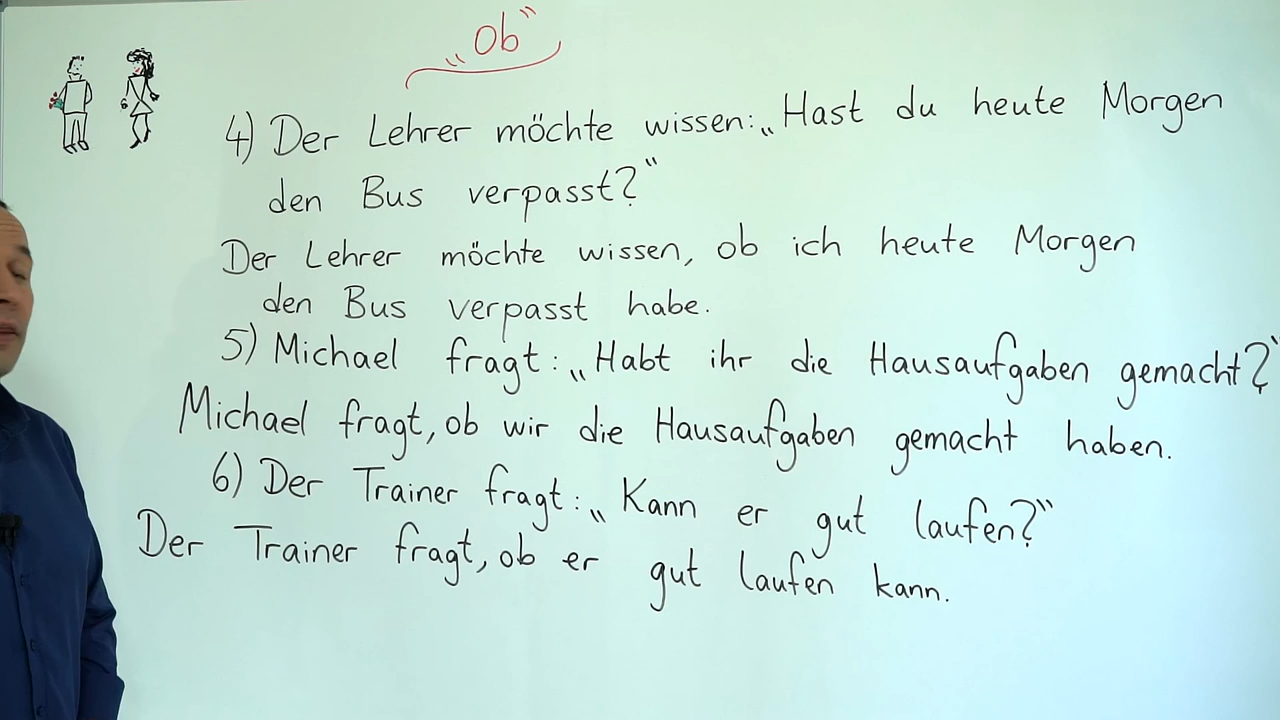 „Ob“
4) Der Lehrer möchte wissen: „Hast du heute Morgen
den Bus verpasst?“
Der Lehrer möchte wissen, ob ich heute Morgen
den Bus verpasst habe.
5) Michael fragt: „Habt ihr die Hausaufgaben gemacht?“
Michael fragt, ob wir die Hausaufgaben gemacht haben.
6) Der Trainer fragt: „Kann er gut laufen?“
Der Trainer fragt, ob er gut laufen kann.